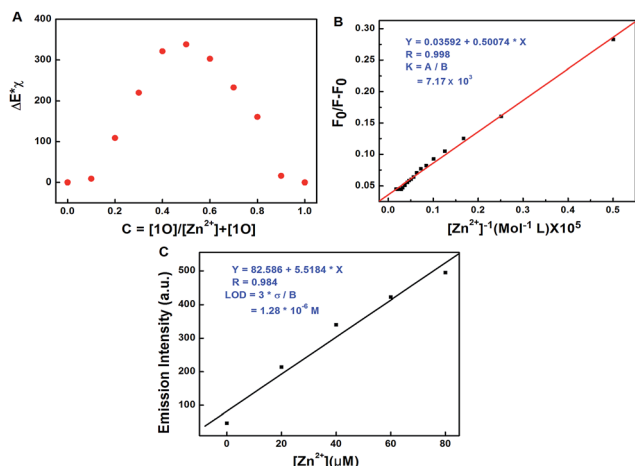 A
400
300
200
100
0
0.0 0.2 0.4 0.6 0.8 1.0
ΔE*χ
C = [1O]/[Zn²⁺]+[1O]
B
0.30
0.25
0.20
0.15
0.10
0.05
0.0 0.1 0.2 0.3 0.4 0.5
F₀/F-F₀
[Zn²⁺]⁻¹(Mol⁻¹ L)X10⁵
Y = 0.03592 + 0.50074 * X
R = 0.998
K = A / B
= 7.17 x 10³
C
500
400
300
200
100
0 20 40 60 80
Emission Intensity (a.u.)
[Zn²⁺](μM)
Y = 82.586 + 5.5184 * X
R = 0.984
LOD = 3 * σ / B
= 1.28 * 10⁻⁶ M